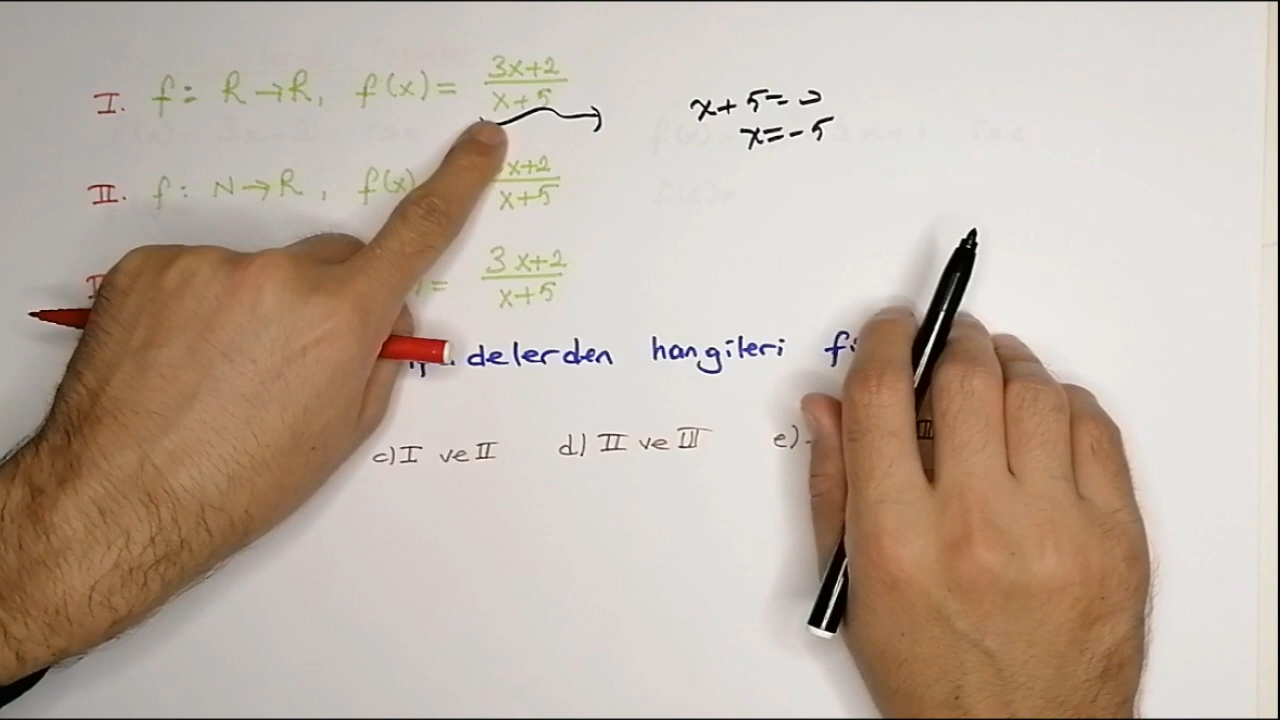 I. f: R→R, f(x)= 3x+2/x+5
x+5=0
x=-5
II. f: N→R, f(x) 3x+2/x+5
= 3x+2/x+5
delerden hangileri
c) I ve II d) II ve III e)